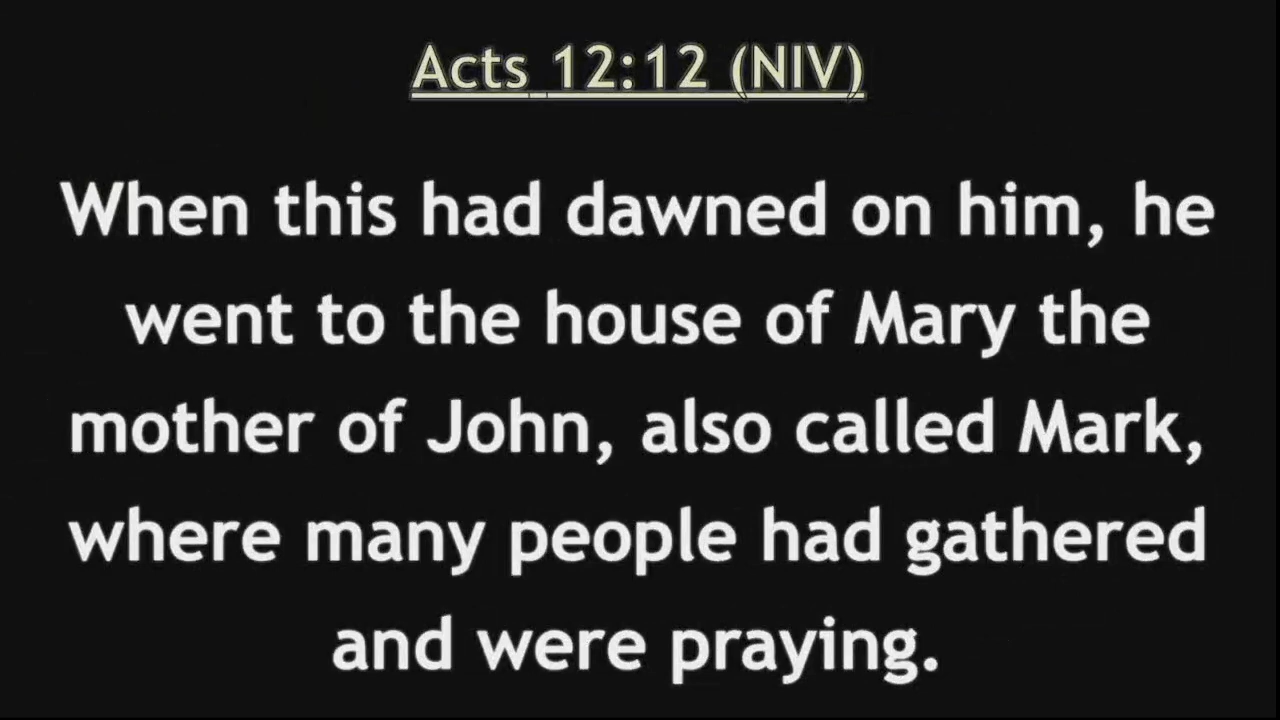 Acts 12:12 (NIV)
When this had dawned on him, he
went to the house of Mary the
mother of John, also called Mark,
where many people had gathered
and were praying.